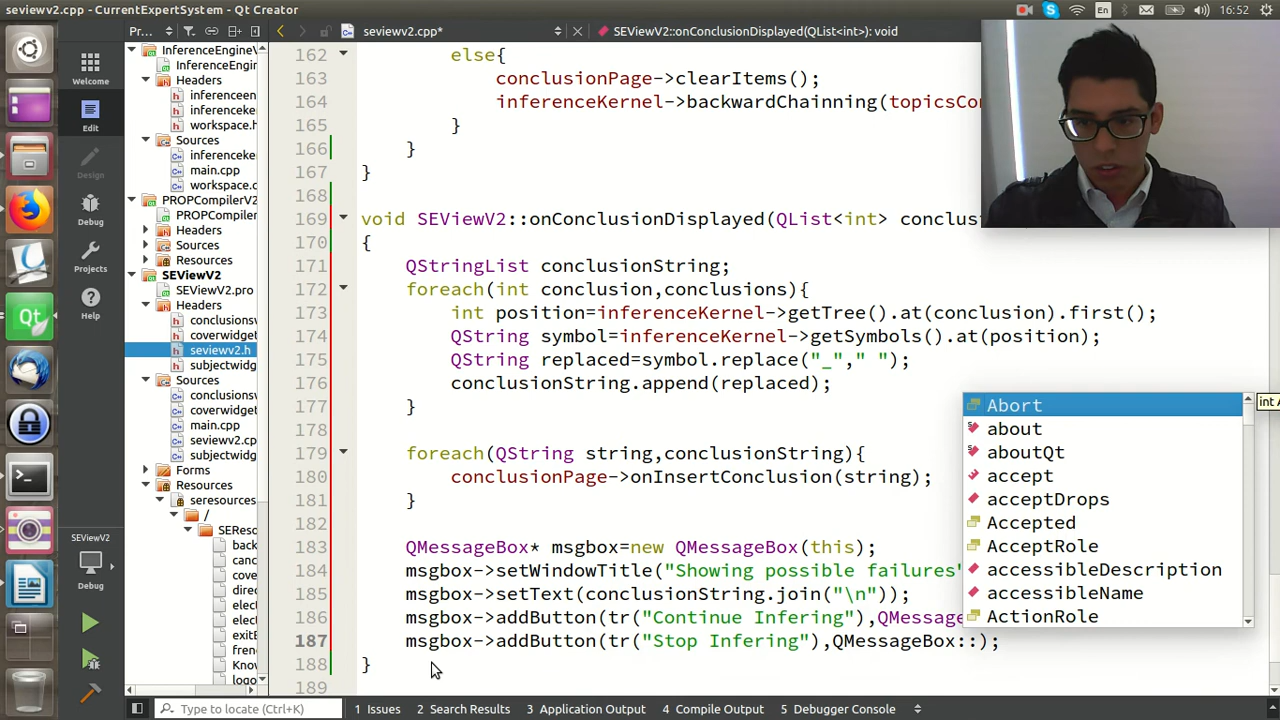 seviewv2.cpp - CurrentExpertSystem - Qt Creator
En
16:52
Pr...
seviewv2.cpp*
SEViewV2::onConclusionDisplayed(QList<int>): void
Welcome
Edit
Design
Debug
Projects
Help
SEViewV2
Debug
InferenceEngineV
InferenceEngi
Headers
inferenceen
inferenceke
workspace.h
Sources
inferenceke
main.cpp
workspace.c
PROPCompilerV2
PROPCompiler
Headers
Sources
Resources
SEViewV2
SEViewV2.pro
Headers
conclusionsv
coverwidget
seviewv2.h
subjectwidg
Sources
conclusionsv
coverwidget
main.cpp
seviewv2.cp
subjectwidg
Forms
Resources
seresources
/
SEResou
back
canc
cove
direc
elect
elect
exitB
frene
Know
logo
162 else{
163 conclusionPage->clearItems();
164 inferenceKernel->backwardChainning(topicsCon
165 }
166 }
167 }
168
169 void SEViewV2::onConclusionDisplayed(QList<int> conclus
170 {
171 QStringList conclusionString;
172 foreach(int conclusion,conclusions){
173 int position=inferenceKernel->getTree().at(conclusion).first();
174 QString symbol=inferenceKernel->getSymbols().at(position);
175 QString replaced=symbol.replace("_"," ");
176 conclusionString.append(replaced);
177 }
178
179 foreach(QString string,conclusionString){
180 conclusionPage->onInsertConclusion(string);
181 }
182
183 QMessageBox* msgbox=new QMessageBox(this);
184 msgbox->setWindowTitle("Showing possible failures"
185 msgbox->setText(conclusionString.join("\n"));
186 msgbox->addButton(tr("Continue Infering"),QMessage
187 msgbox->addButton(tr("Stop Infering"),QMessageBox::);
188 }
189
Abort
about
aboutQt
accept
acceptDrops
Accepted
AcceptRole
accessibleDescription
accessibleName
ActionRole
int A
Type to locate (Ctrl+K)
1 Issues
2 Search Results
3 Application Output
4 Compile Output
5 Debugger Console